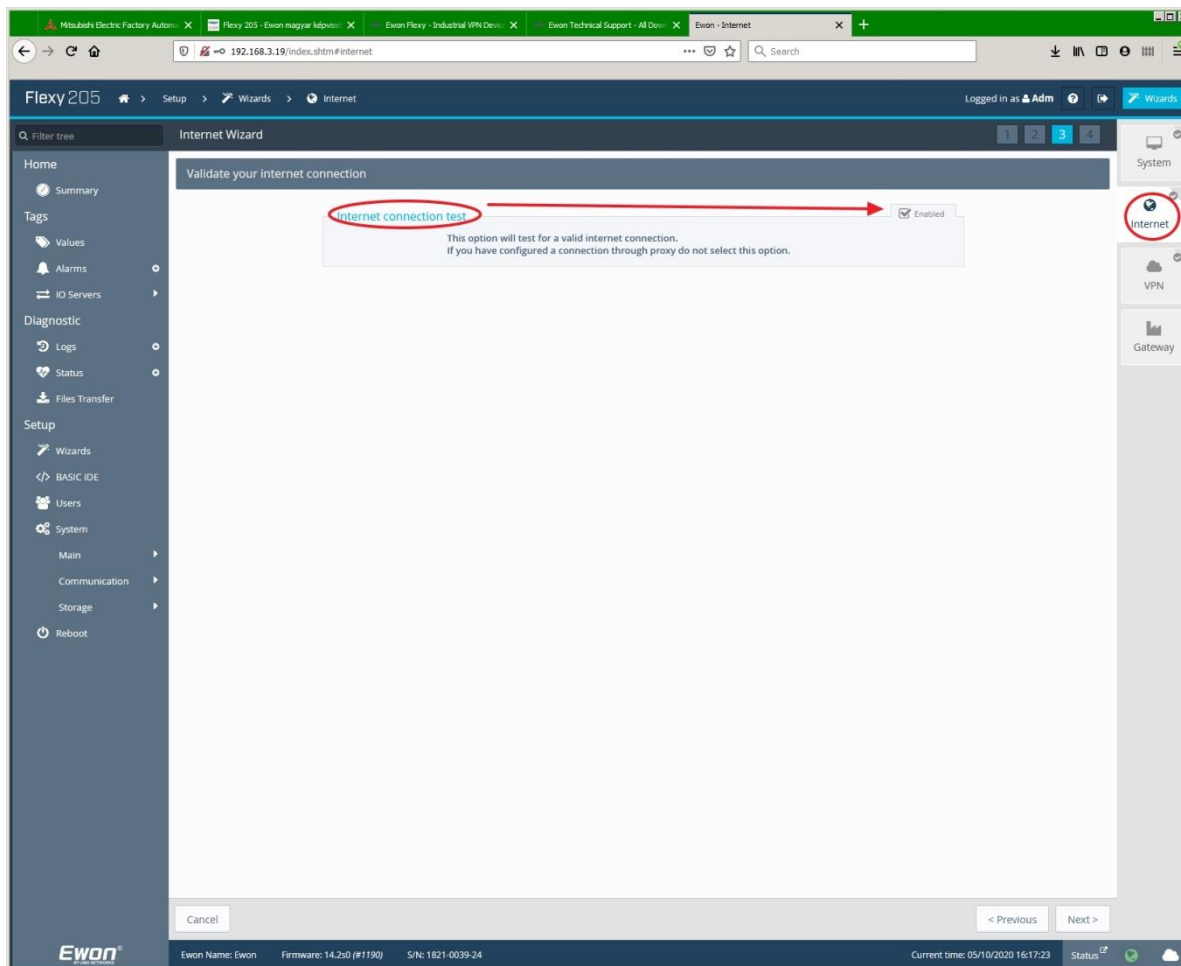 Mitsubishi Electric Factory Autom
Flexy 205 - Ewon magyar képvisel
Ewon Flexy - Industrial VPN Devic
Ewon Technical Support - All Dow
Ewon - Internet
192.168.3.19/index.shtm#internet
Search
Flexy 205 > Setup > Wizards > Internet
Logged in as Adm
Wizards
Filter tree
Internet Wizard
1 2 3 4
Home
Summary
Tags
Values
Alarms
IO Servers
Diagnostic
Logs
Status
Files Transfer
Setup
Wizards
</> BASIC IDE
Users
System
Main
Communication
Storage
Reboot
Validate your internet connection
Internet connection test
Enabled
This option will test for a valid internet connection.
If you have configured a connection through proxy do not select this option.
System
Internet
VPN
Gateway
Cancel
< Previous
Next >
Ewon®
Ewon Name: Ewon
Firmware: 14.2s0 (#1190)
S/N: 1821-0039-24
Current time: 05/10/2020 16:17:23
Status